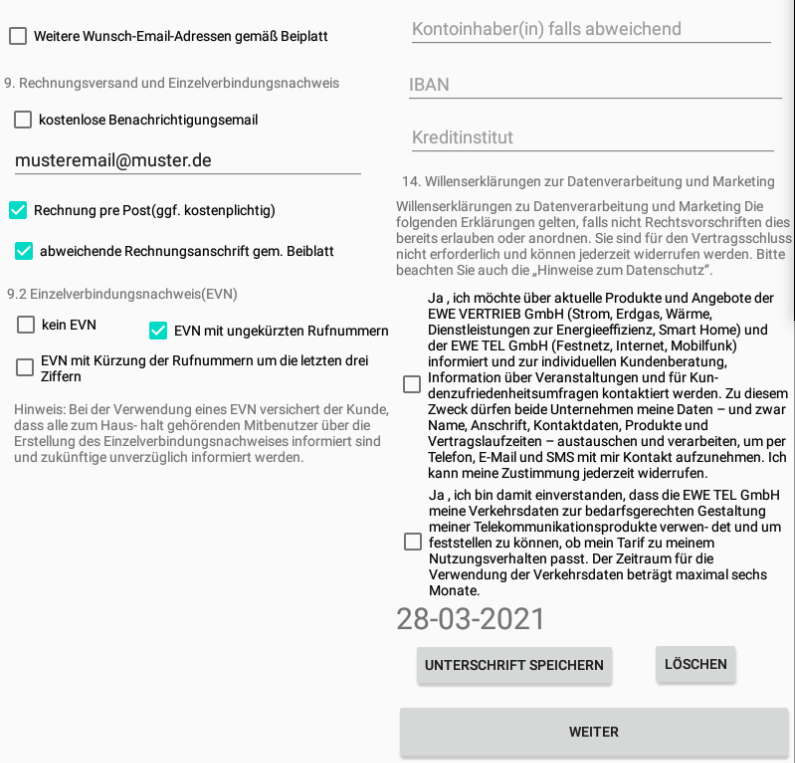 Weitere Wunsch-Email-Adressen gemäß Beiplatt
9. Rechnungsversand und Einzelverbindungsnachweis
kostenlose Benachrichtigungsemail
musteremail@muster.de
Rechnung pre Post(ggf. kostenplichtig)
abweichende Rechnungsanschrift gem. Beiblatt
9.2 Einzelverbindungsnachweis(EVN)
kein EVN
EVN mit ungekürzten Rufnummern
EVN mit Kürzung der Rufnummern um die letzten drei
Ziffern
Hinweis: Bei der Verwendung eines EVN versichert der Kunde,
dass alle zum Haus- halt gehörenden Mitbenutzer über die
Erstellung des Einzelverbindungsnachweises informiert sind
und zukünftige unverzüglich informiert werden.
Kontoinhaber(in) falls abweichend
IBAN
Kreditinstitut
14. Willenserklärungen zur Datenverarbeitung und Marketing
Willenserklärungen zu Datenverarbeitung und Marketing Die
folgenden Erklärungen gelten, falls nicht Rechtsvorschriften dies
bereits erlauben oder anordnen. Sie sind für den Vertragsschluss
nicht erforderlich und können jederzeit widerrufen werden. Bitte
beachten Sie auch die „Hinweise zum Datenschutz“.
Ja , ich möchte über aktuelle Produkte und Angebote der
EWE VERTRIEB GmbH (Strom, Erdgas, Wärme,
Dienstleistungen zur Energieeffizienz, Smart Home) und
der EWE TEL GmbH (Festnetz, Internet, Mobilfunk)
informiert und zur individuellen Kundenberatung,
Information über Veranstaltungen und für Kun-
denzufriedenheitsumfragen kontaktiert werden. Zu diesem
Zweck dürfen beide Unternehmen meine Daten – und zwar
Name, Anschrift, Kontaktdaten, Produkte und
Vertragslaufzeiten – austauschen und verarbeiten, um per
Telefon, E-Mail und SMS mit mir Kontakt aufzunehmen. Ich
kann meine Zustimmung jederzeit widerrufen.
Ja , ich bin damit einverstanden, dass die EWE TEL GmbH
meine Verkehrsdaten zur bedarfsgerechten Gestaltung
meiner Telekommunikationsprodukte verwen- det und um
feststellen zu können, ob mein Tarif zu meinem
Nutzungsverhalten passt. Der Zeitraum für die
Verwendung der Verkehrsdaten beträgt maximal sechs
Monate.
28-03-2021
UNTERSCHRIFT SPEICHERN
LÖSCHEN
WEITER